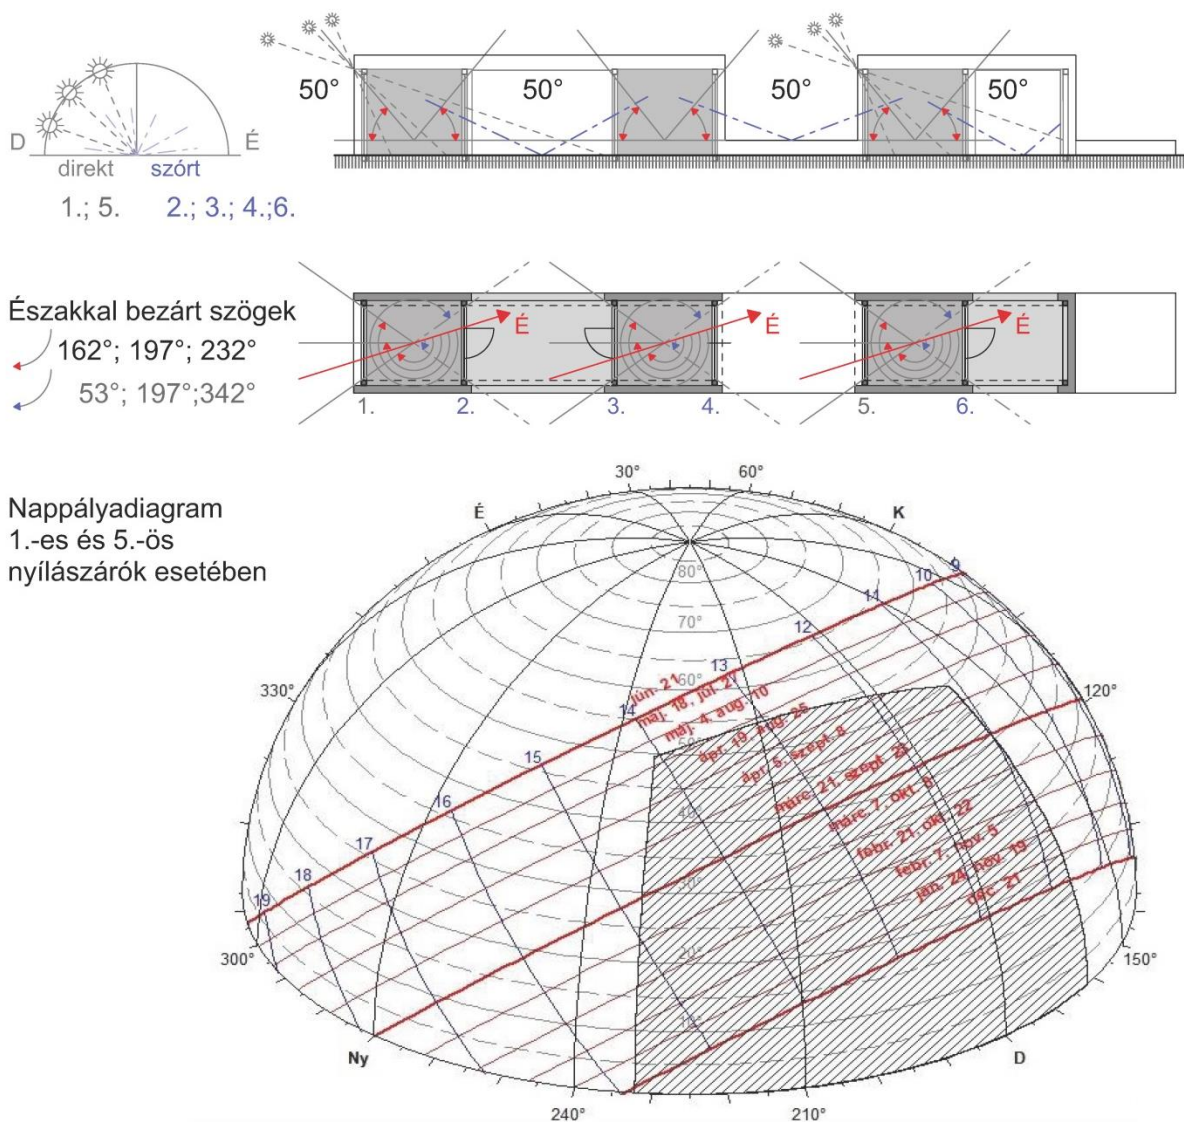 50° 50° 50° 50°
D É
direkt szórt
1.; 5. 2.; 3.; 4.;6.
Északkal bezárt szögek
162°; 197°; 232°
53°; 197°;342°
É É É
1. 2. 3. 4. 5. 6.
Nappályadiagram
1.-es és 5.-ös
nyílászárók esetében
30° 60°
É K
80°
70°
60°
50°
40°
30°
20°
10°
9
10
11
12
13
14
15
16
17
18
19
jún. 21
máj. 18, júl. 27
máj. 4, aug. 10
ápr. 19, aug. 25
ápr. 5, szept. 8
márc. 21, szept. 23
márc. 7, okt. 8
febr. 21, okt. 22
febr. 7, nov. 5
jan. 24, nov. 19
dec. 21
330° 120°
300° 150°
Ny D
240° 210°